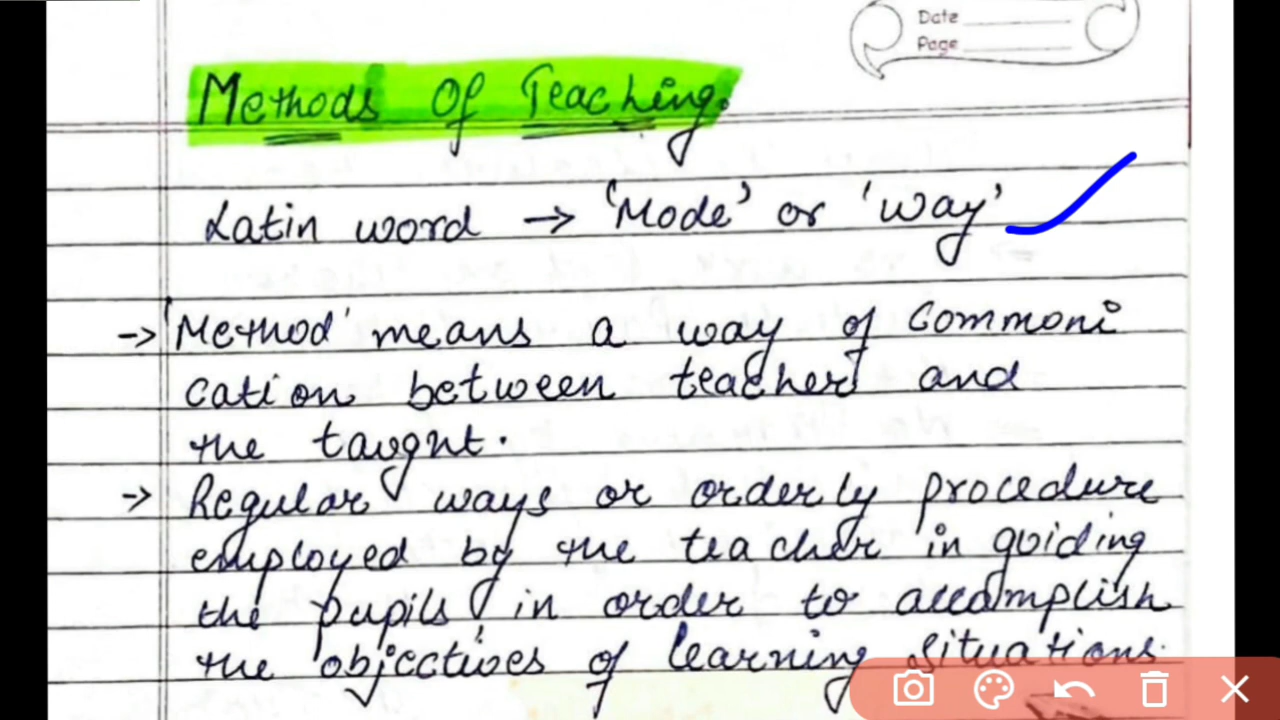 Date
Page
Methods Of Teaching.
Latin word → 'Mode' or 'way'
→ 'Method' means a way of Commoni
cation between teacher and
the taught.
→ Regular ways or orderly procedure
employed by the teacher in guiding
the pupils in order to accomplish
the objectives of learning situations.